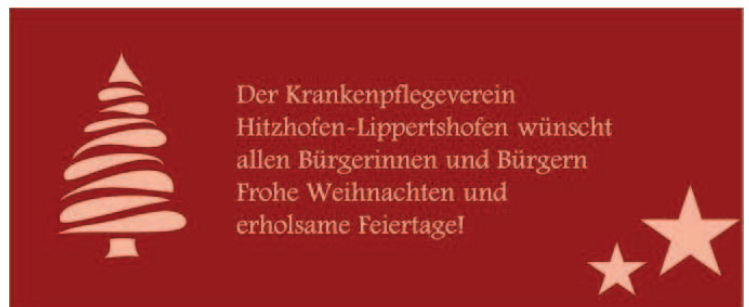 Der Krankenpflegeverein
Hitzhofen-Lippertshofen wünscht
allen Bürgerinnen und Bürgern
Frohe Weihnachten und
erholsame Feiertage!